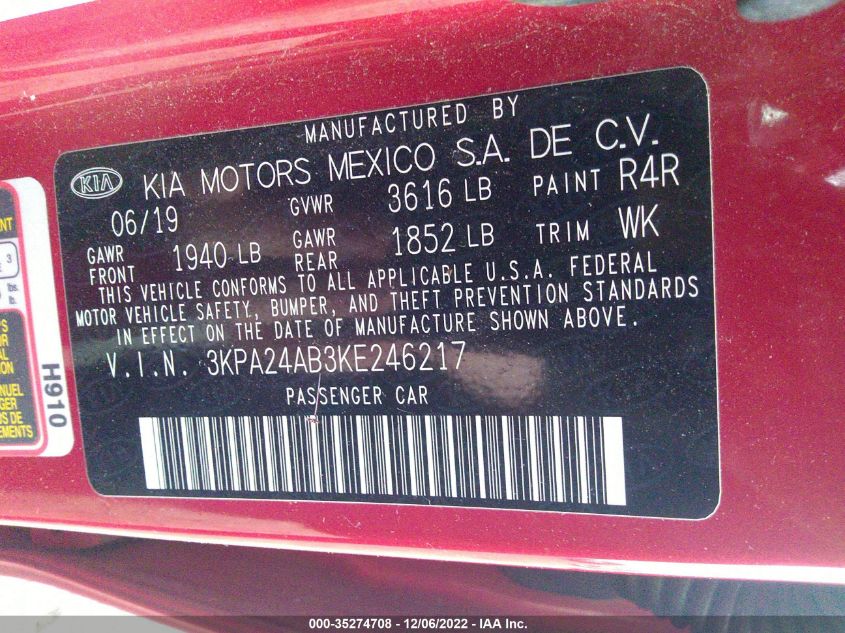 MANUFACTURED BY
KIA KIA MOTORS MEXICO S.A. DE C.V.
06/19 GVWR 3616 LB PAINT R4R
GAWR FRONT 1940 LB GAWR REAR 1852 LB TRIM WK
THIS VEHICLE CONFORMS TO ALL APPLICABLE U.S.A. FEDERAL
MOTOR VEHICLE SAFETY, BUMPER, AND THEFT PREVENTION STANDARDS
IN EFFECT ON THE DATE OF MANUFACTURE SHOWN ABOVE.
V.I.N. 3KPA24AB3KE246217
PASSENGER CAR
3
lbs.
lb.
H910
000-35274708 - 12/06/2022 - IAA Inc.